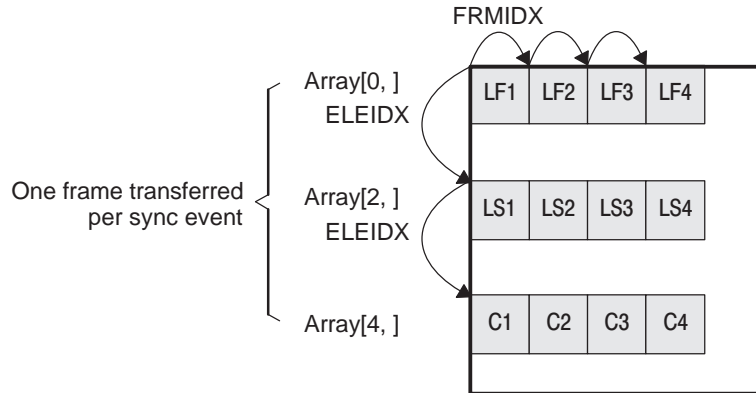 FRMIDX
Array[0, ]
ELEIDX
LF1 LF2 LF3 LF4
One frame transferred
per sync event
Array[2, ]
ELEIDX
LS1 LS2 LS3 LS4
Array[4, ]
C1 C2 C3 C4